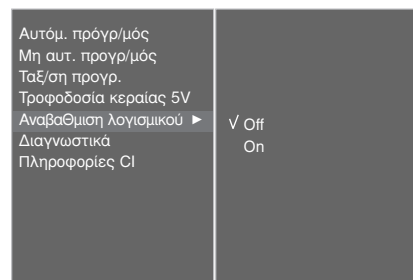 Αυτόμ. πρόγρ/μός
Μη αυτ. προγρ/μός
Ταξ/ση προγρ.
Τροφοδοσία κεραίας 5V
ΑναβαΘμιση λογισμικού ►
Διαγνωστικά
Πληροφορίες CI
√ Off
On